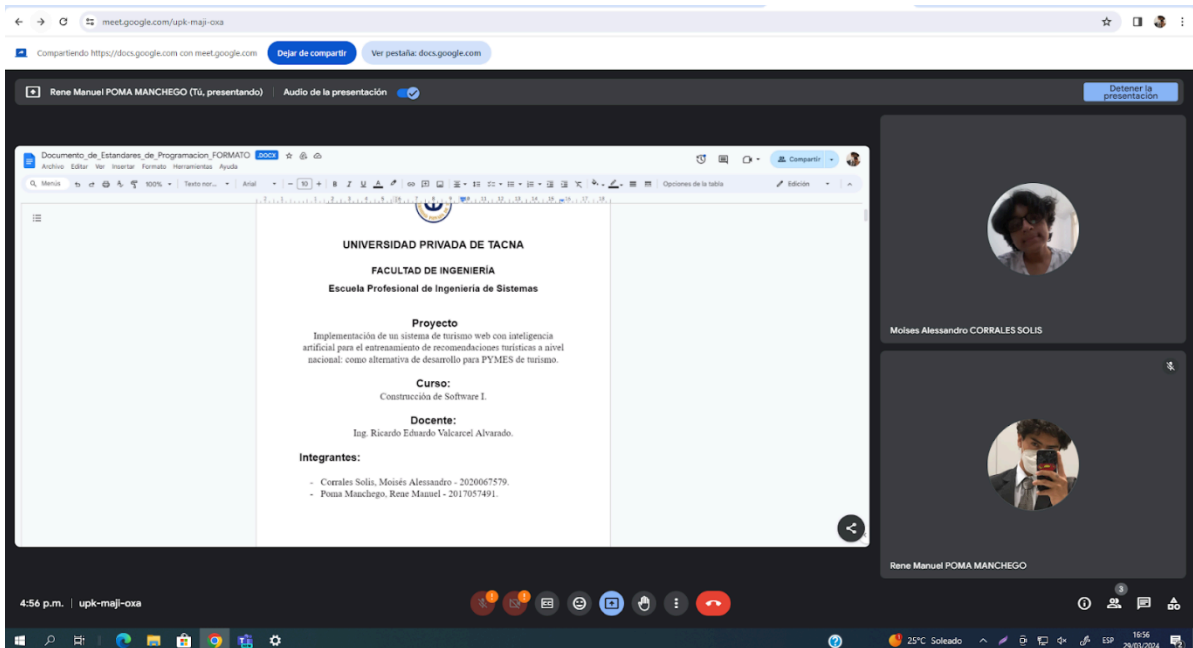 meet.google.com/upk-maji-oxa
Compartiendo https://docs.google.com con meet.google.com
Dejar de compartir
Ver pestaña: docs.google.com
Rene Manuel POMA MANCHEGO (Tú, presentando)
Audio de la presentación
Detener la
presentación
Documento_de_Estandares_de_Programacion_FORMATO .DOCX
Archivo Editar Ver Insertar Formato Herramientas Ayuda
Compartir
Menús
100%
Texto nor...
Arial
10
Opciones de la tabla
Edición
UNIVERSIDAD PRIVADA DE TACNA
FACULTAD DE INGENIERÍA
Escuela Profesional de Ingeniería de Sistemas
Proyecto
Implementación de un sistema de turismo web con inteligencia
artificial para el entrenamiento de recomendaciones turísticas a nivel
nacional: como alternativa de desarrollo para PYMES de turismo.
Curso:
Construcción de Software I.
Docente:
Ing. Ricardo Eduardo Valcarcel Alvarado.
Integrantes:
- Corrales Solis, Moisés Alessandro - 2020067579.
- Poma Manchego, Rene Manuel - 2017057491.
Moises Alessandro CORRALES SOLIS
Rene Manuel POMA MANCHEGO
4:56 p.m. | upk-maji-oxa
3
25°C Soleado
ESP
16:56
29/03/2024